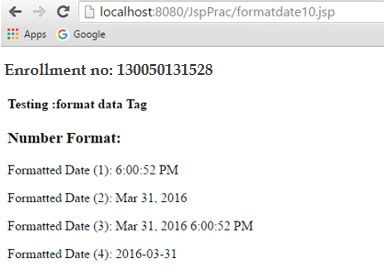 localhost:8080/JspPrac/formatdate10.jsp
Apps Google
Enrollment no: 130050131528
Testing :format data Tag
Number Format:
Formatted Date (1): 6:00:52 PM
Formatted Date (2): Mar 31, 2016
Formatted Date (3): Mar 31, 2016 6:00:52 PM
Formatted Date (4): 2016-03-31